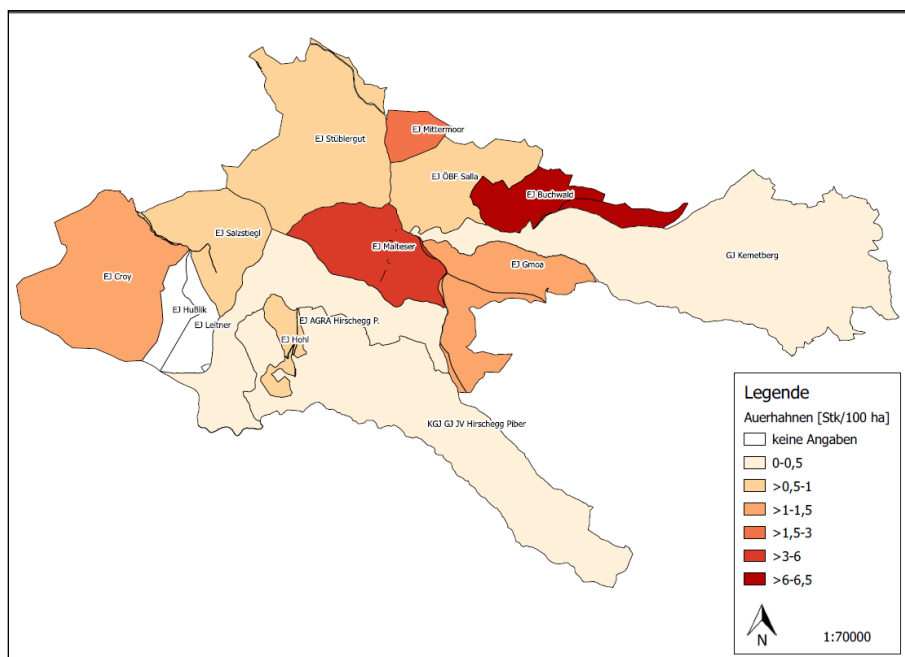 EJ Mittermoor
EJ Stüblergut
EJ ÖBF Salla
EJ Buchwald
EJ Salzstiegl
EJ Malteser
GJ Kemetberg
EJ Gmoa
EJ Croy
EJ Hußlik
EJ Leitner
EJ AGRA Hirschegg P.
EJ Hohl
KGJ GJ JV Hirschegg Piber
Legende
Auerhahnen [Stk/100 ha]
keine Angaben
0-0,5
>0,5-1
>1-1,5
>1,5-3
>3-6
>6-6,5
N
1:70000